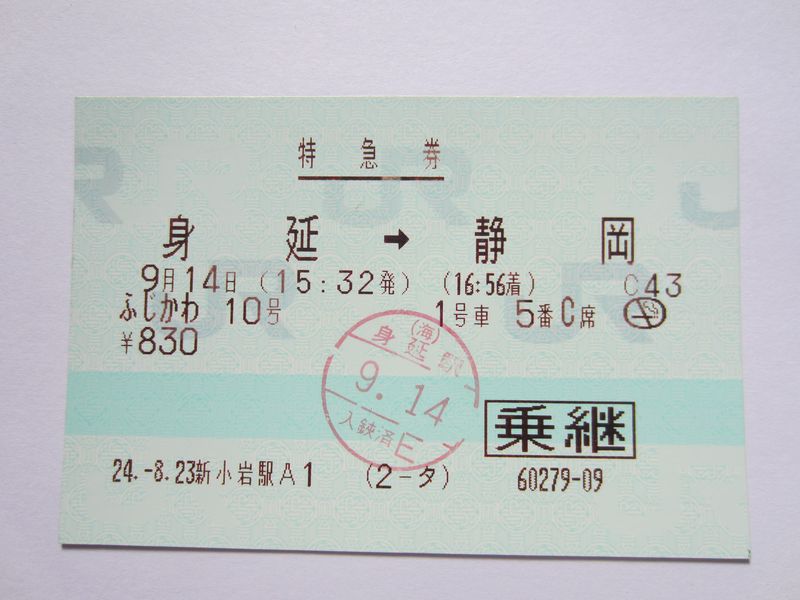 特急券
身延 → 静岡
9月14日 (15:32発) (16:56着) C43
ふじかわ 10号 1号車 5番C席
¥830
(海)
身延駅
9.14
入鋏済 E
乗継
24.-8.23新小岩駅A1 (2-タ) 60279-09